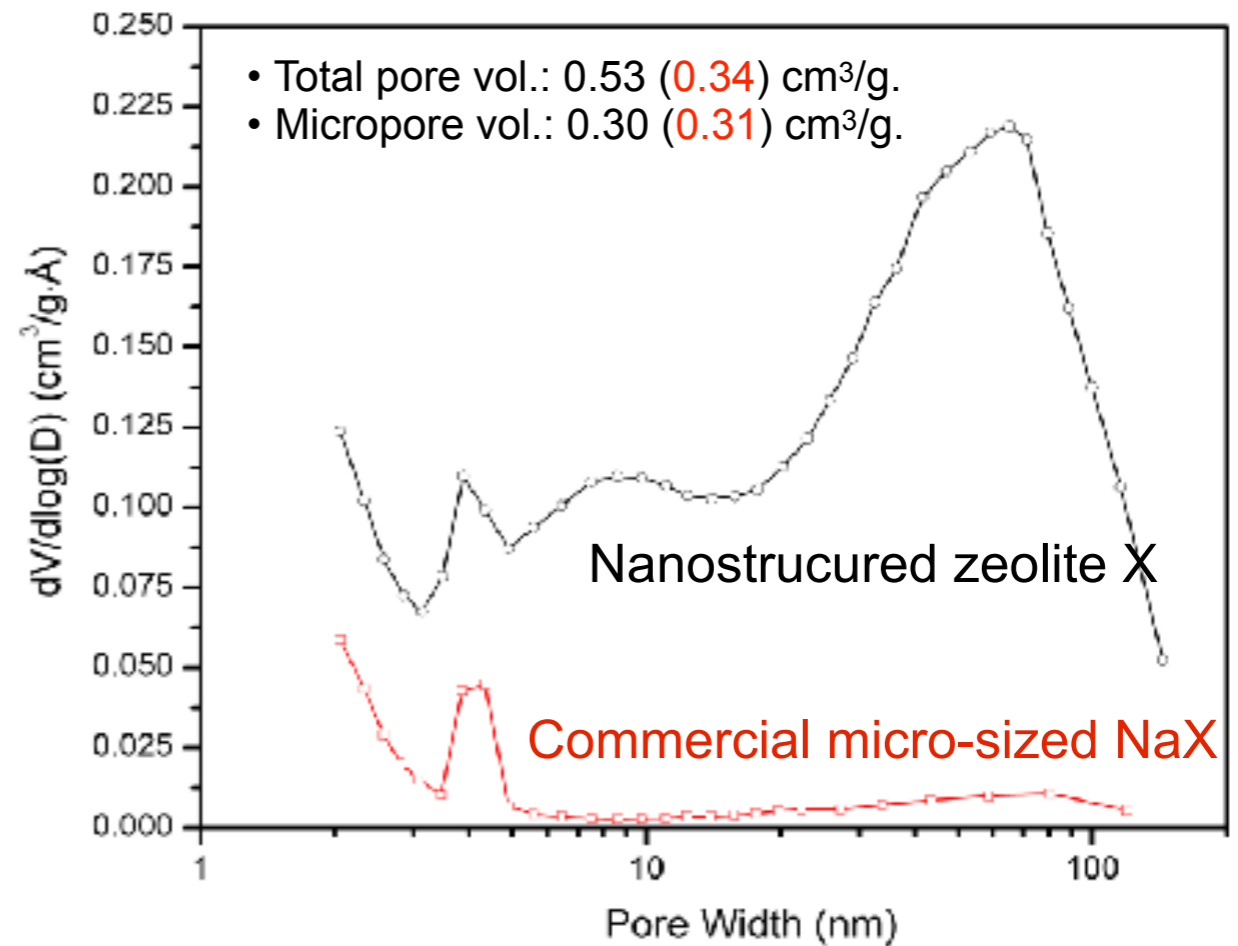 0.250
0.225
0.200
0.175
0.150
0.125
0.100
0.075
0.050
0.025
0.000
dV/dlog(D) (cm³/g·Å)
• Total pore vol.: 0.53 (0.34) cm³/g.
• Micropore vol.: 0.30 (0.31) cm³/g.
Nanostrucured zeolite X
Commercial micro-sized NaX
1 10 100
Pore Width (nm)